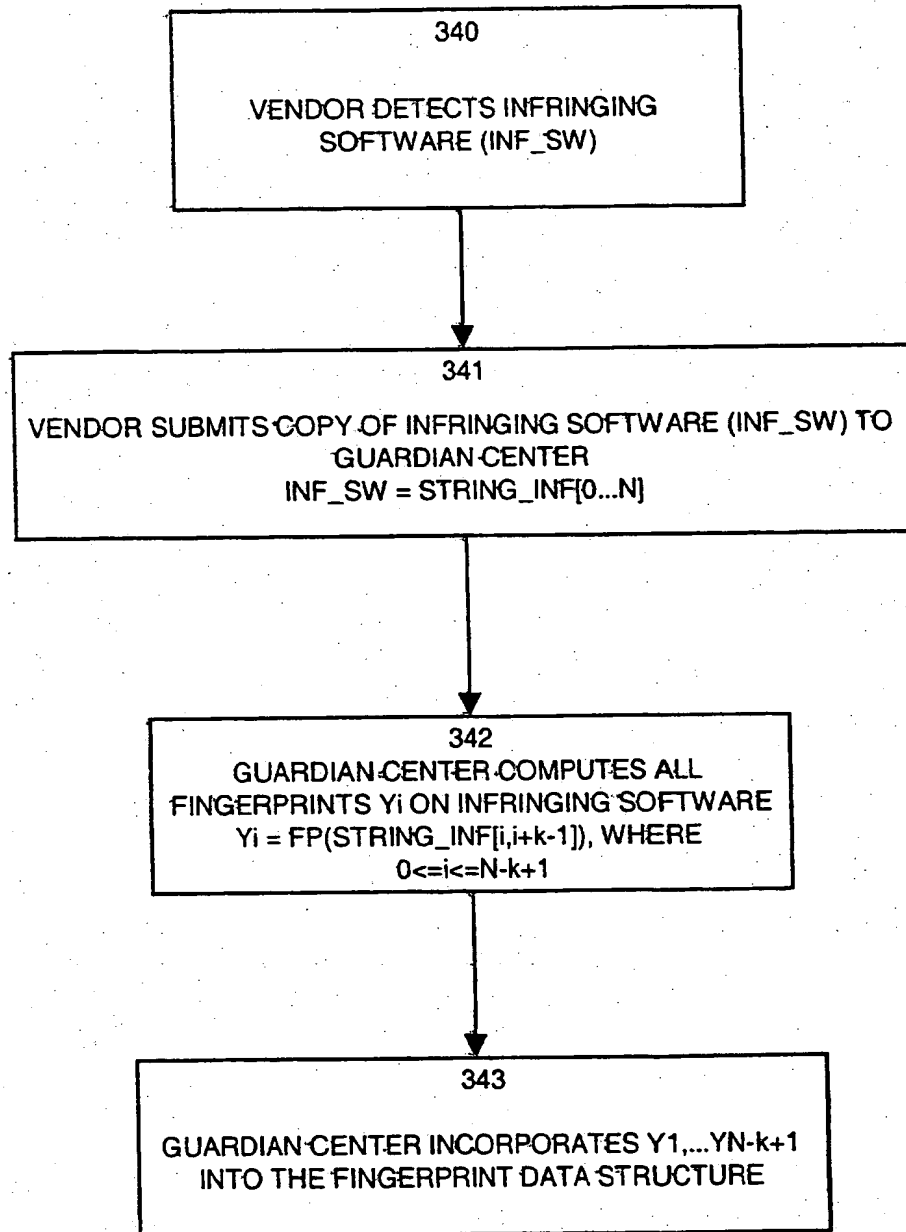 340
VENDOR DETECTS INFRINGING
SOFTWARE (INF_SW)
341
VENDOR SUBMITS COPY OF INFRINGING SOFTWARE (INF_SW) TO
GUARDIAN CENTER
INF_SW = STRING_INF[0...N]
342
GUARDIAN CENTER COMPUTES ALL
FINGERPRINTS Yi ON INFRINGING SOFTWARE
Yi = FP(STRING_INF[i,i+k-1]), WHERE
0<=i<=N-k+1
343
GUARDIAN CENTER INCORPORATES Y1,...YN-k+1
INTO THE FINGERPRINT DATA STRUCTURE